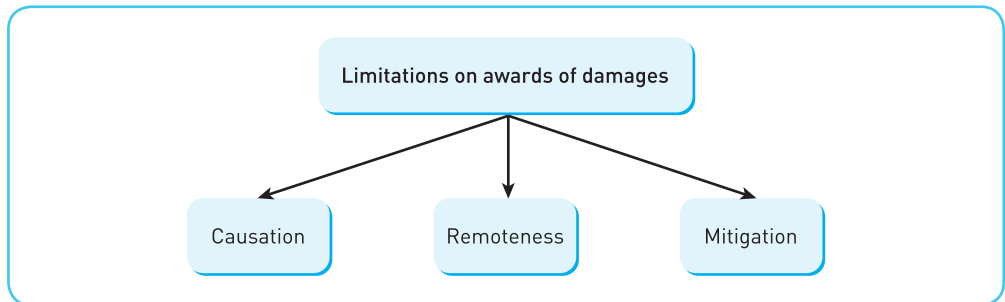 Limitations on awards of damages
Causation
Remoteness
Mitigation